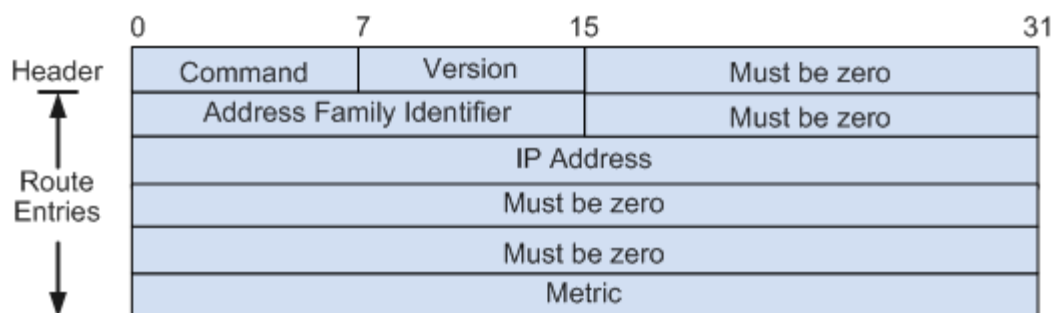 0 7 15 31
Header
Command Version Must be zero
Address Family Identifier Must be zero
IP Address
Route
Entries
Must be zero
Must be zero
Metric